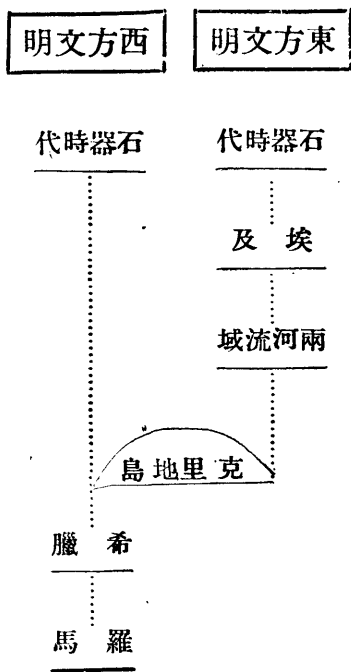 東方文明
西方文明
石器時代
石器時代
埃及
兩河流域
克里地島
希臘
羅馬